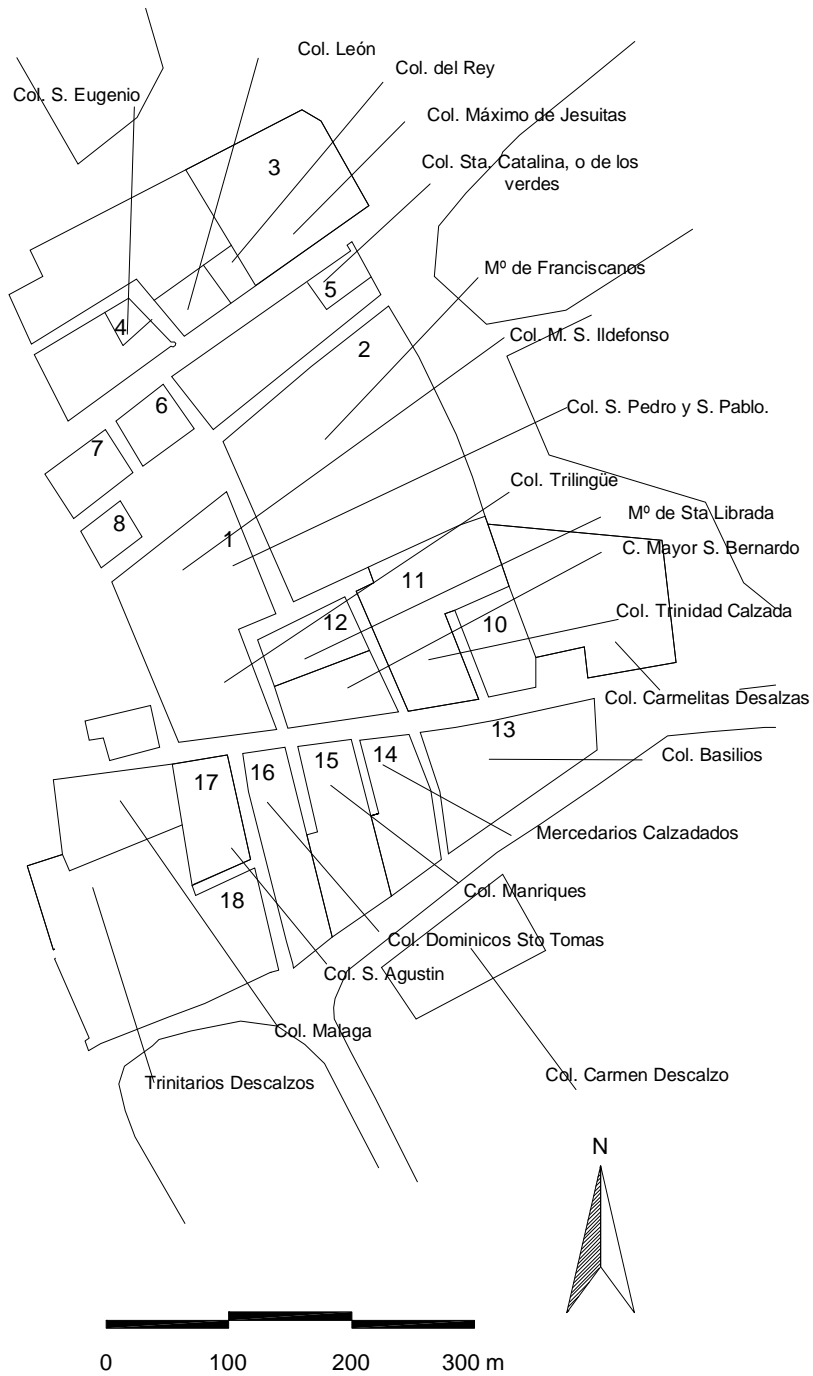 Col. León
Col. del Rey
Col. S. Eugenio
Col. Máximo de Jesuitas
3
Col. Sta. Catalina, o de los
verdes
Mº de Franciscanos
5
4
Col. M. S. Ildefonso
2
6
Col. S. Pedro y S. Pablo.
7
Col. Trilingüe
Mº de Sta Librada
8
1
C. Mayor S. Bernardo
11
Col. Trinidad Calzada
12
10
Col. Carmelitas Desalzas
13
Col. Basilios
14
15
16
17
Mercedarios Calzadados
Col. Manriques
18
Col. Dominicos Sto Tomas
Col. S. Agustin
Col. Malaga
Col. Carmen Descalzo
Trinitarios Descalzos
N
0 100 200 300 m